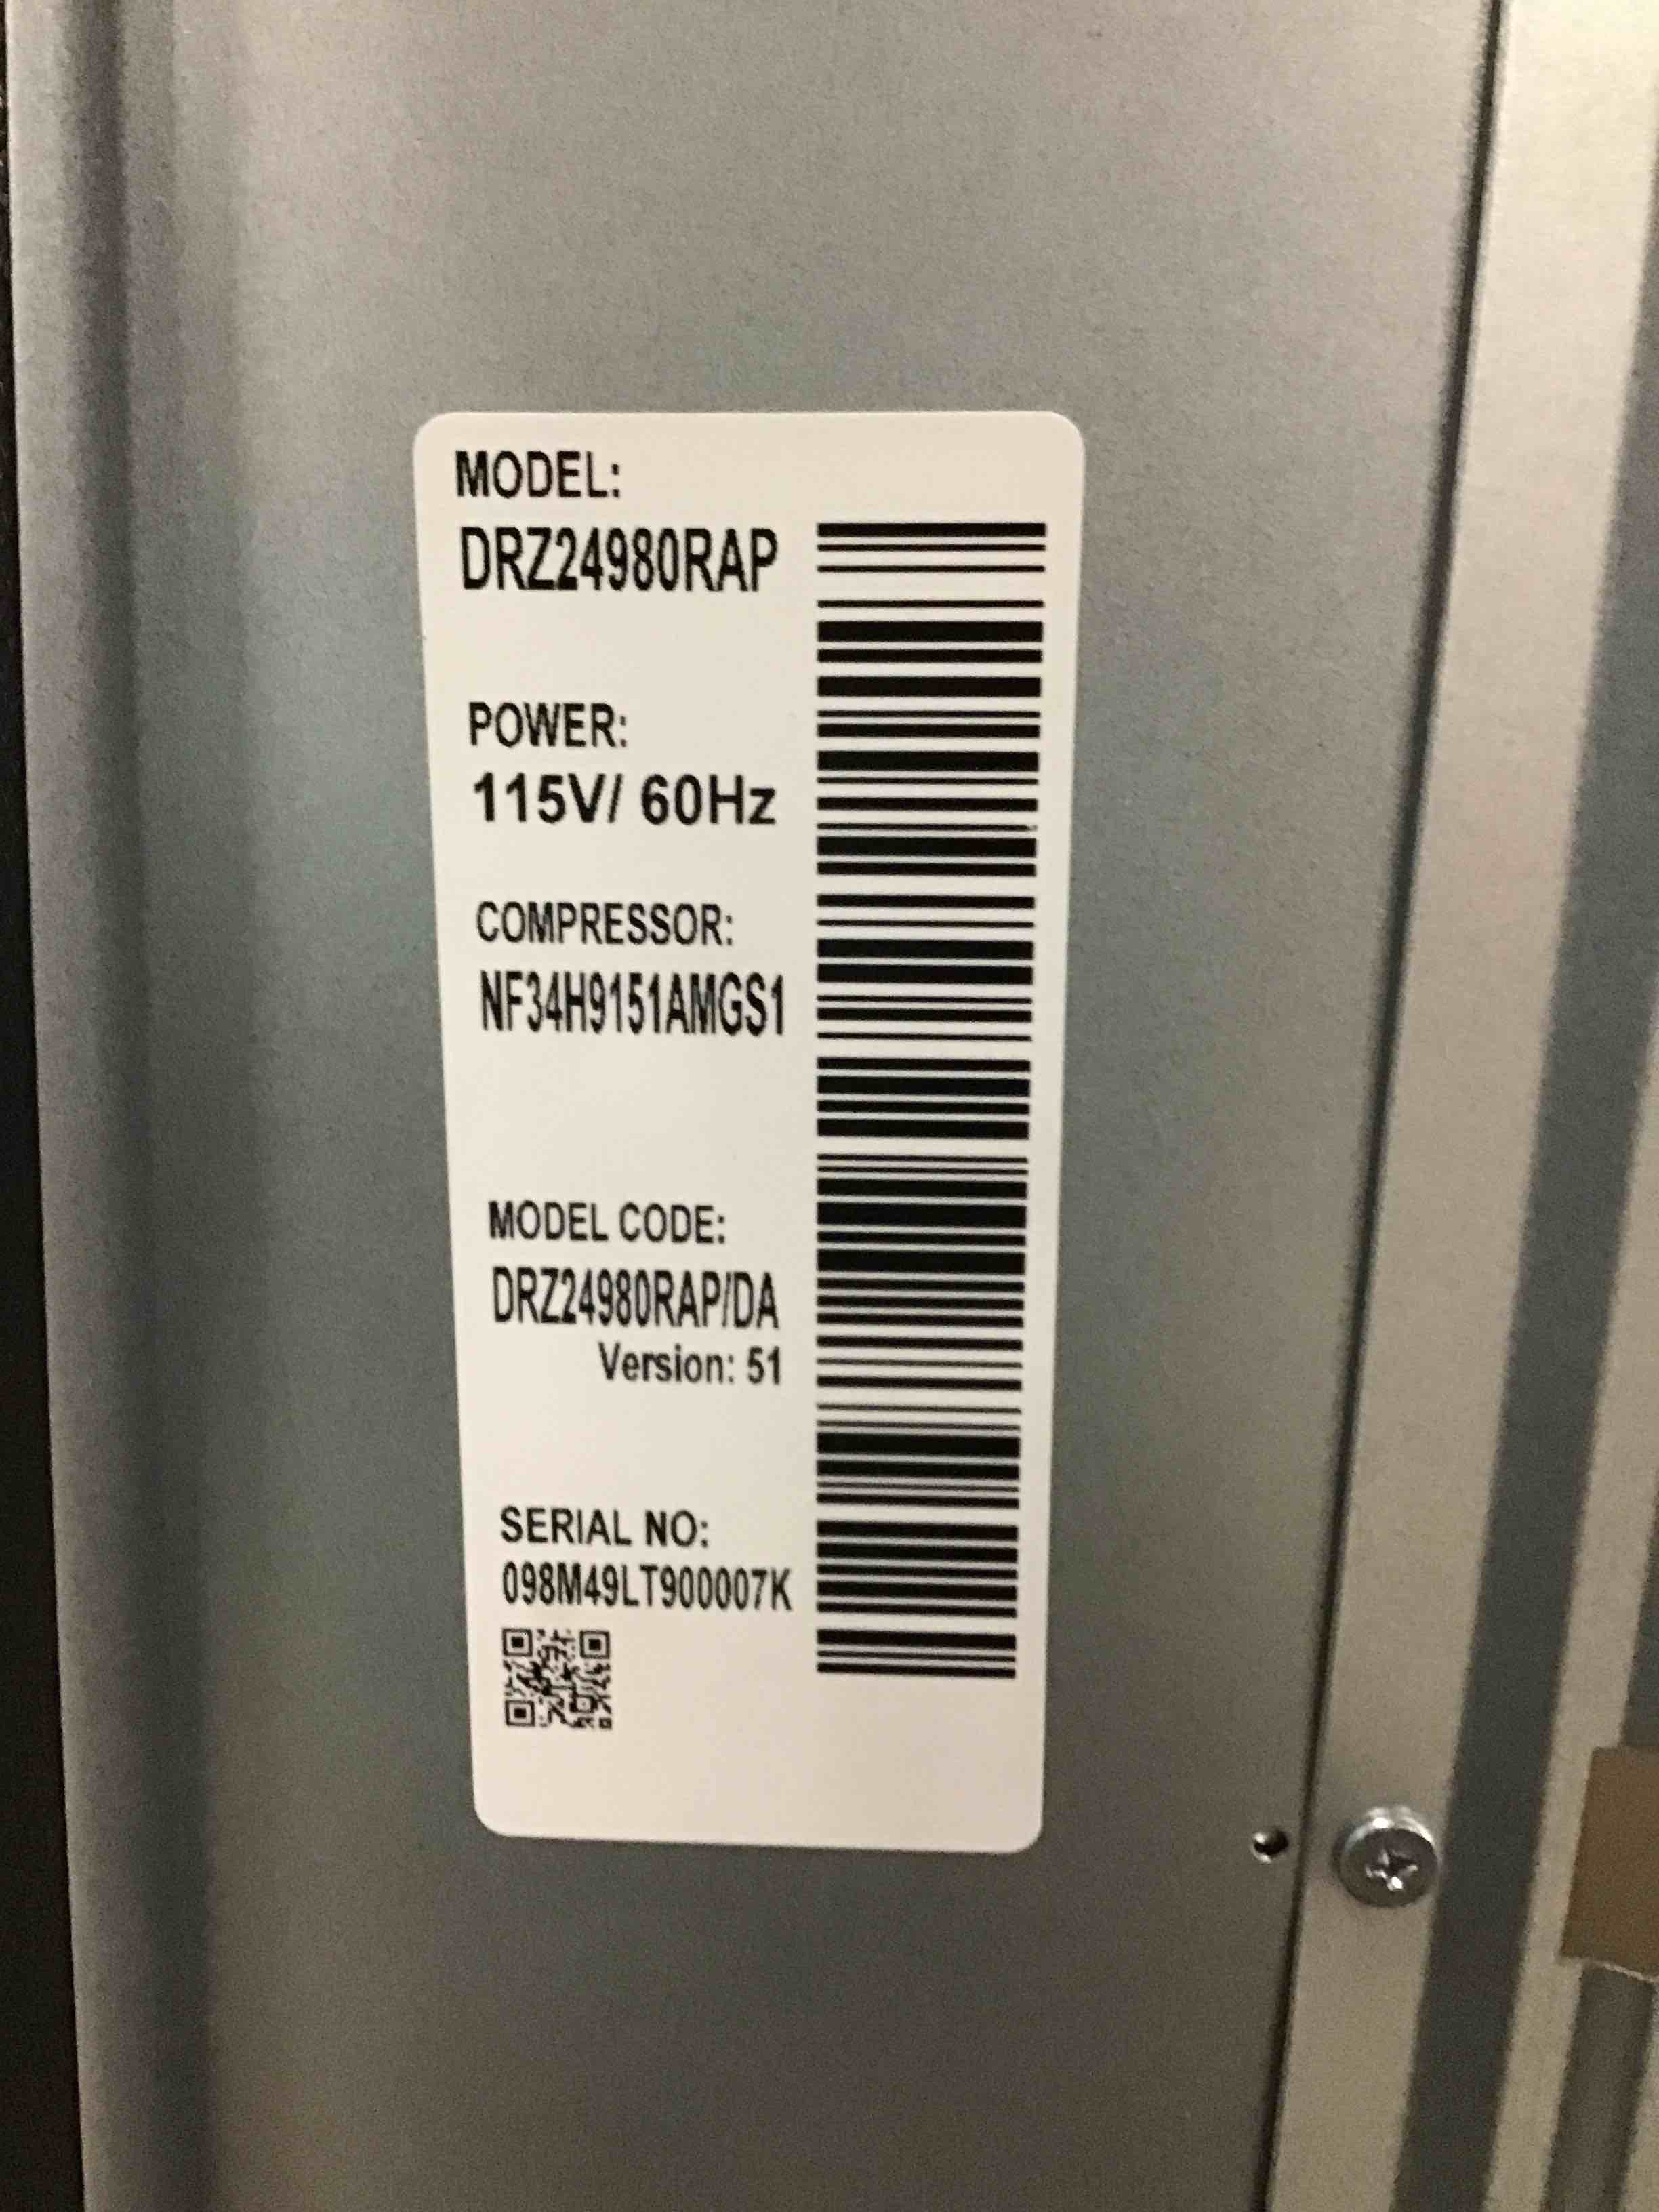 MODEL:
DRZ24980RAP
POWER:
115V/ 60Hz
COMPRESSOR:
NF34H9151AMGS1
MODEL CODE:
DRZ24980RAP/DA
Version: 51
SERIAL NO:
098M49LT900007K